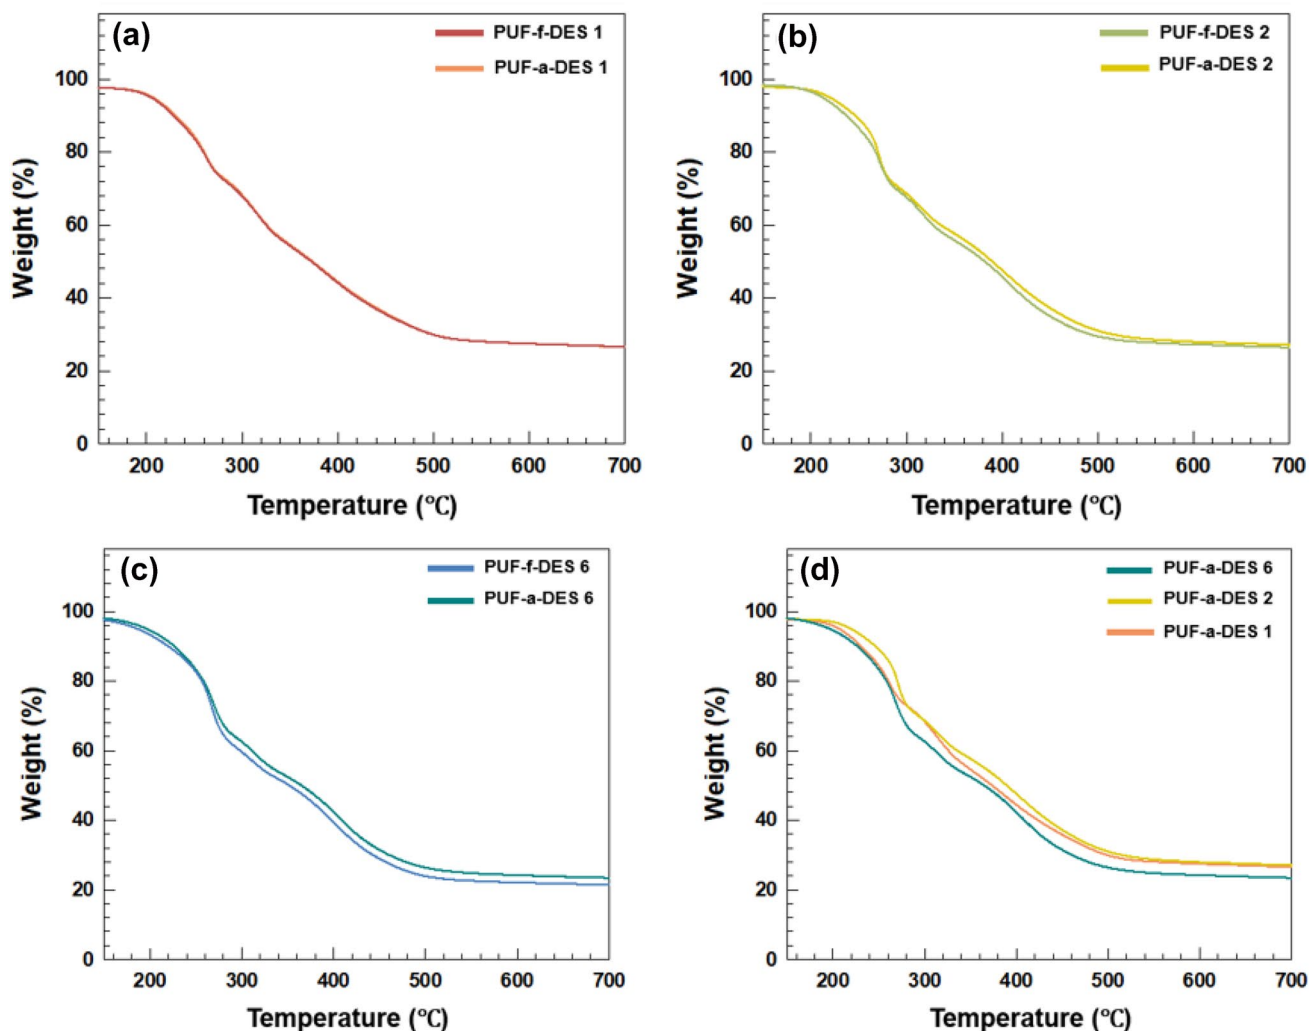 (a)
PUF-f-DES 1
PUF-a-DES 1
100
80
60
40
20
0
Weight (%)
200 300 400 500 600 700
Temperature (℃)
(b)
PUF-f-DES 2
PUF-a-DES 2
100
80
60
40
20
0
Weight (%)
200 300 400 500 600 700
Temperature (℃)
(c)
PUF-f-DES 6
PUF-a-DES 6
100
80
60
40
20
0
Weight (%)
200 300 400 500 600 700
Temperature (℃)
(d)
PUF-a-DES 6
PUF-a-DES 2
PUF-a-DES 1
100
80
60
40
20
0
Weight (%)
200 300 400 500 600 700
Temperature (℃)